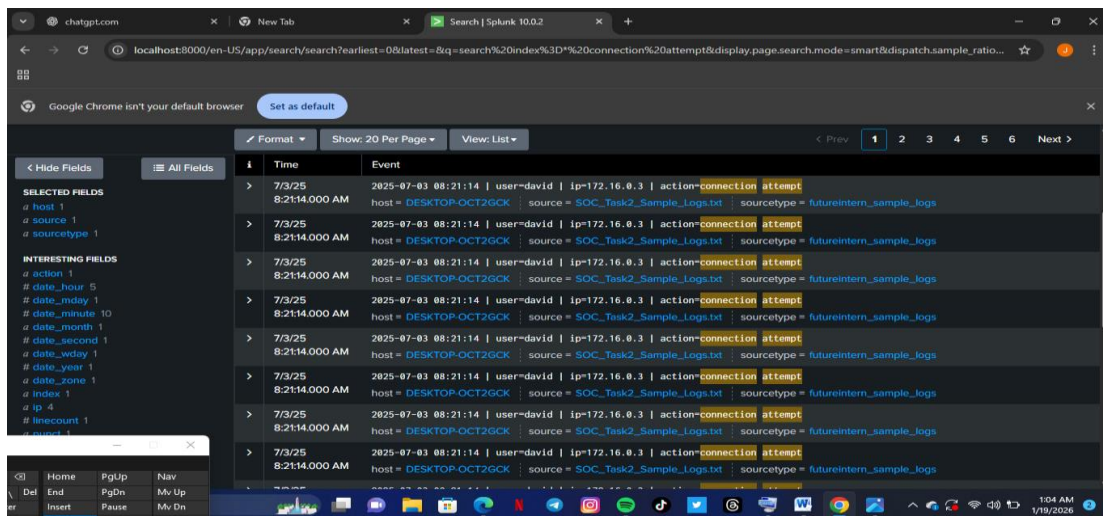 chatgpt.com
New Tab
Search | Splunk 10.0.2
localhost:8000/en-US/app/search/search?earliest=0&latest=&q=search%20index%3D*%20connection%20attempt&display.page.search.mode=smart&dispatch.sample_ratio...
J
Google Chrome isn't your default browser
Set as default
Format
Show: 20 Per Page
View: List
< Prev 1 2 3 4 5 6 Next >
< Hide Fields
All Fields
i Time Event
SELECTED FIELDS
a host 1
a source 1
a sourcetype 1
INTERESTING FIELDS
a action 1
# date_hour 5
# date_mday 1
# date_minute 10
a date_month 1
# date_second 1
a date_wday 1
# date_year 1
a date_zone 1
a index 1
a ip 4
# linecount 1
a punct 1
7/3/25
8:21:14.000 AM
2025-07-03 08:21:14 | user=david | ip=172.16.0.3 | action=connection attempt
host = DESKTOP-OCT2GCK source = SOC_Task2_Sample_Logs.txt sourcetype = futureintern_sample_logs
7/3/25
8:21:14.000 AM
2025-07-03 08:21:14 | user=david | ip=172.16.0.3 | action=connection attempt
host = DESKTOP-OCT2GCK source = SOC_Task2_Sample_Logs.txt sourcetype = futureintern_sample_logs
7/3/25
8:21:14.000 AM
2025-07-03 08:21:14 | user=david | ip=172.16.0.3 | action=connection attempt
host = DESKTOP-OCT2GCK source = SOC_Task2_Sample_Logs.txt sourcetype = futureintern_sample_logs
7/3/25
8:21:14.000 AM
2025-07-03 08:21:14 | user=david | ip=172.16.0.3 | action=connection attempt
host = DESKTOP-OCT2GCK source = SOC_Task2_Sample_Logs.txt sourcetype = futureintern_sample_logs
7/3/25
8:21:14.000 AM
2025-07-03 08:21:14 | user=david | ip=172.16.0.3 | action=connection attempt
host = DESKTOP-OCT2GCK source = SOC_Task2_Sample_Logs.txt sourcetype = futureintern_sample_logs
7/3/25
8:21:14.000 AM
2025-07-03 08:21:14 | user=david | ip=172.16.0.3 | action=connection attempt
host = DESKTOP-OCT2GCK source = SOC_Task2_Sample_Logs.txt sourcetype = futureintern_sample_logs
7/3/25
8:21:14.000 AM
2025-07-03 08:21:14 | user=david | ip=172.16.0.3 | action=connection attempt
host = DESKTOP-OCT2GCK source = SOC_Task2_Sample_Logs.txt sourcetype = futureintern_sample_logs
7/3/25
8:21:14.000 AM
2025-07-03 08:21:14 | user=david | ip=172.16.0.3 | action=connection attempt
host = DESKTOP-OCT2GCK source = SOC_Task2_Sample_Logs.txt sourcetype = futureintern_sample_logs
Home PgUp Nav
\ Del End PgDn Mv Up
er Insert Pause Mv Dn
1:04 AM
1/19/2026